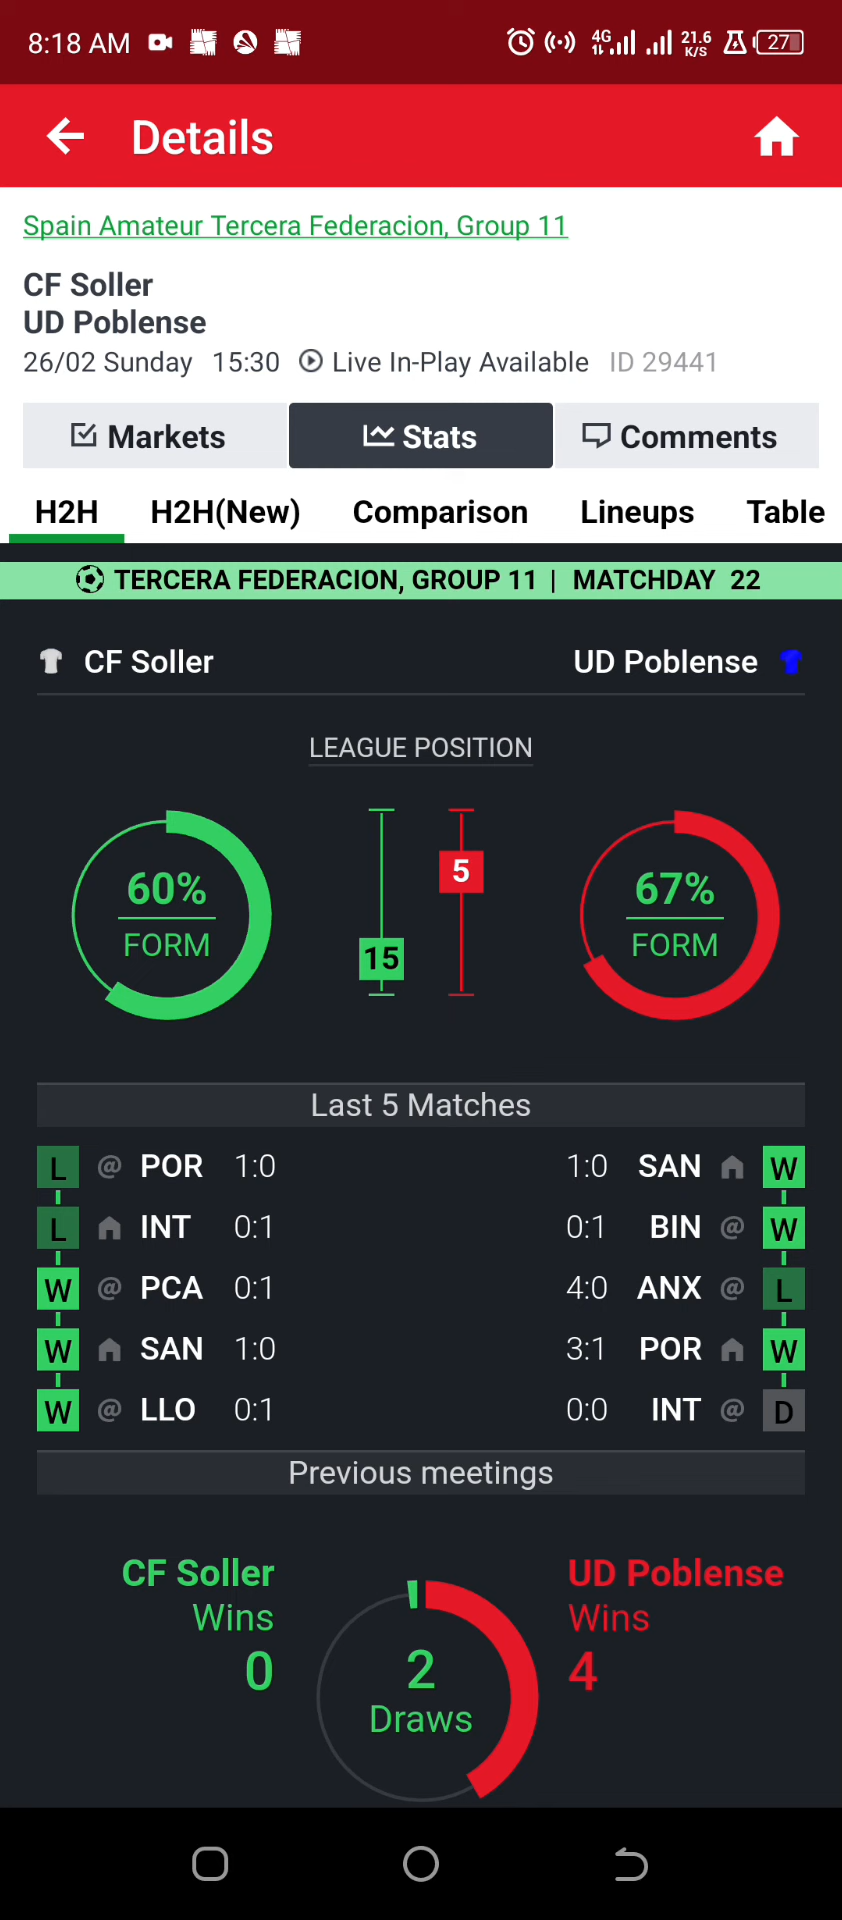 8:18 AM 4G 21.6 K/S 27
Details
Spain Amateur Tercera Federacion, Group 11
CF Soller
UD Poblense
26/02 Sunday 15:30 Live In-Play Available ID 29441
Markets Stats Comments
H2H H2H(New) Comparison Lineups Table
TERCERA FEDERACION, GROUP 11 | MATCHDAY 22
CF Soller UD Poblense
LEAGUE POSITION
60% FORM 15 5 67% FORM
Last 5 Matches
L @ POR 1:0 1:0 SAN W
L INT 0:1 0:1 BIN @ W
W @ PCA 0:1 4:0 ANX @ L
W SAN 1:0 3:1 POR W
W @ LLO 0:1 0:0 INT @ D
Previous meetings
CF Soller UD Poblense
Wins Wins
0 2 4
Draws